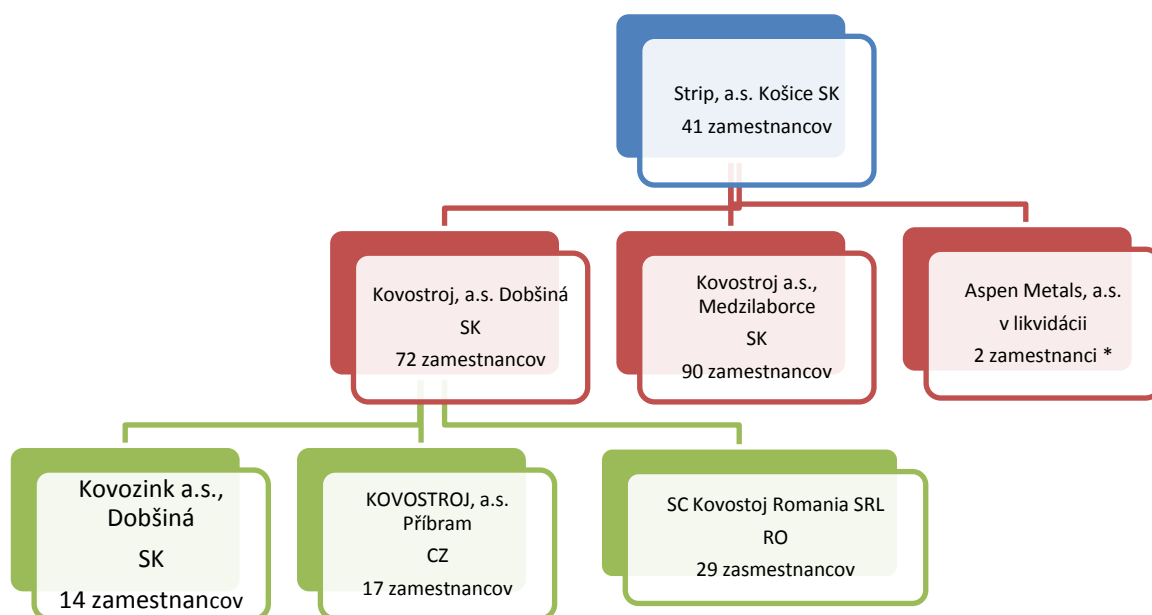 Strip, a.s. Košice SK
41 zamestnancov
Kovostroj, a.s. Dobšiná
SK
72 zamestnancov
Kovostroj a.s.,
Medzilaborce
SK
90 zamestnancov
Aspen Metals, a.s.
v likvidácii
2 zamestnanci *
Kovozink a.s.,
Dobšiná
SK
14 zamestnancov
KOVOSTROJ, a.s.
Příbram
CZ
17 zamestnancov
SC Kovostoj Romania SRL
RO
29 zasmestnancov